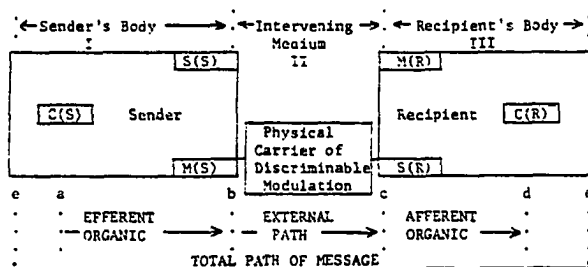 Sender's Body Intervening Recipient's Body
I Medium III
II
S(S) M(R)
C(S) Sender Recipient C(R)
Physical
Carrier of
Discriminable
Modulation
M(S) S(R)
e a b c d e
EFFERENT EXTERNAL AFFERENT
ORGANIC PATH ORGANIC
TOTAL PATH OF MESSAGE